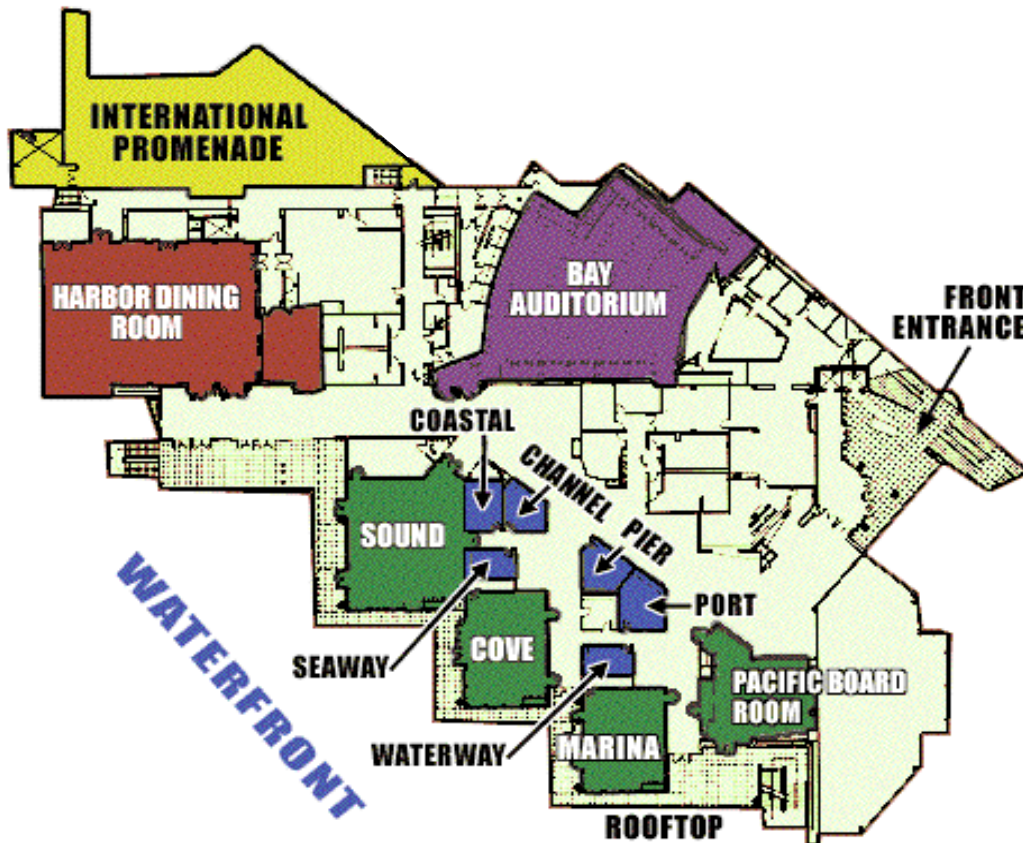 INTERNATIONAL
PROMENADE
HARBOR DINING
ROOM
BAY
AUDITORIUM
FRONT
ENTRANCE
COASTAL
CHANNEL
PIER
SOUND
PORT
SEAWAY
COVE
WATERFRONT
PACIFIC BOARD
ROOM
WATERWAY
MARINA
ROOFTOP